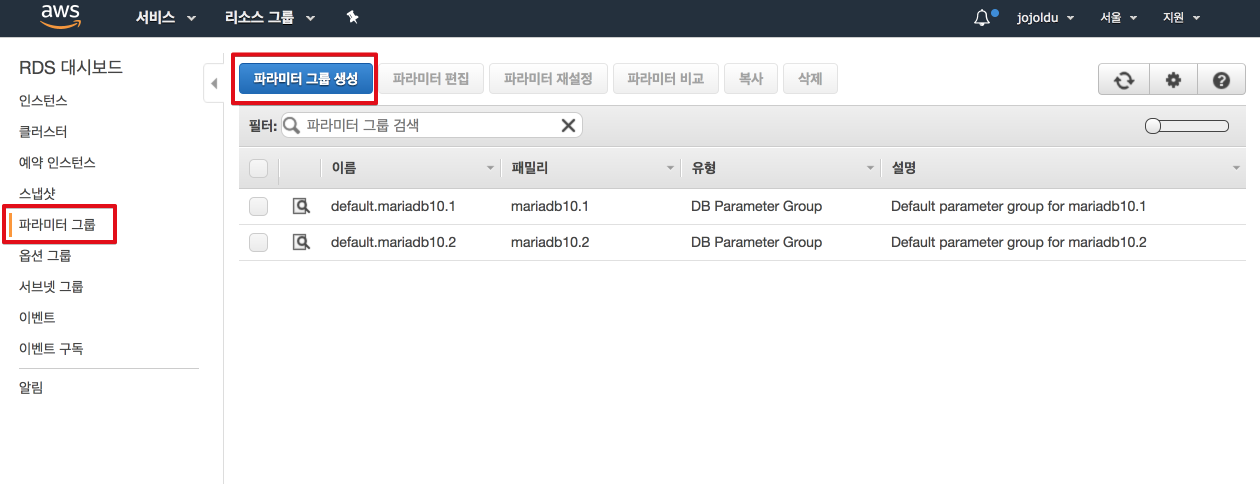 aws 서비스 리소스 그룹 jojoldu 서울 지원
RDS 대시보드
인스턴스
클러스터
예약 인스턴스
스냅샷
파라미터 그룹
옵션 그룹
서브넷 그룹
이벤트
이벤트 구독
알림
파라미터 그룹 생성 파라미터 편집 파라미터 재설정 파라미터 비교 복사 삭제
필터: 파라미터 그룹 검색
이름 패밀리 유형 설명
default.mariadb10.1 mariadb10.1 DB Parameter Group Default parameter group for mariadb10.1
default.mariadb10.2 mariadb10.2 DB Parameter Group Default parameter group for mariadb10.2